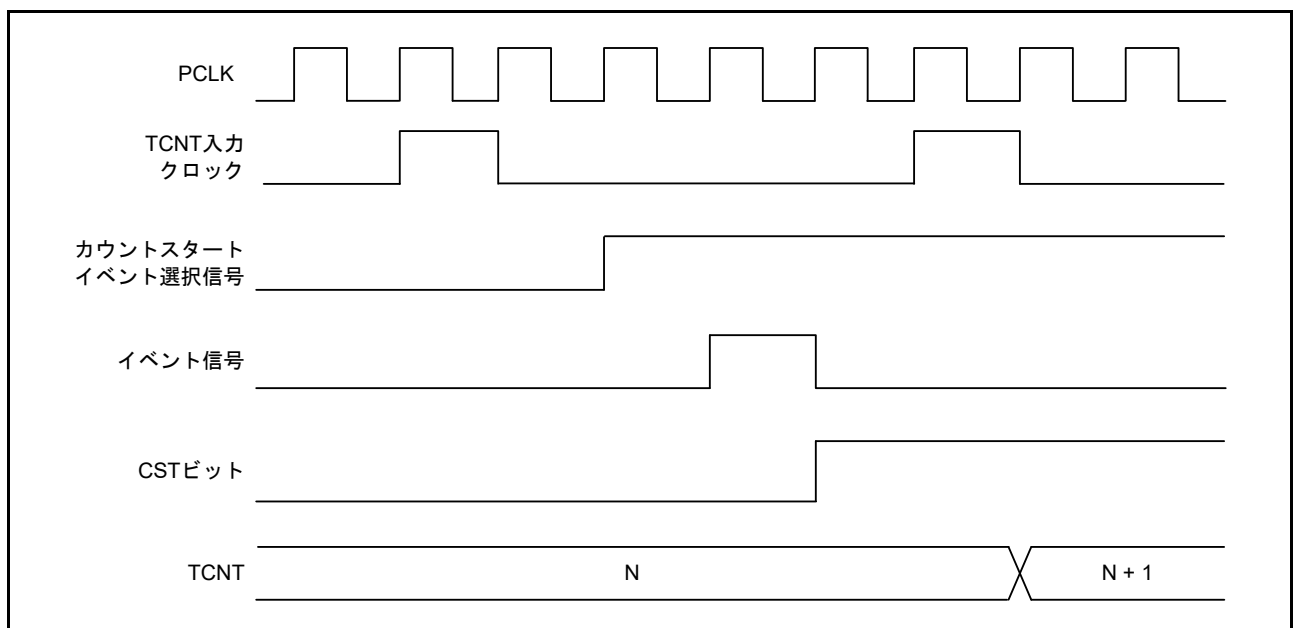 PCLK
TCNT入力
クロック
カウントスタート
イベント選択信号
イベント信号
CSTビット
TCNT
N
N + 1